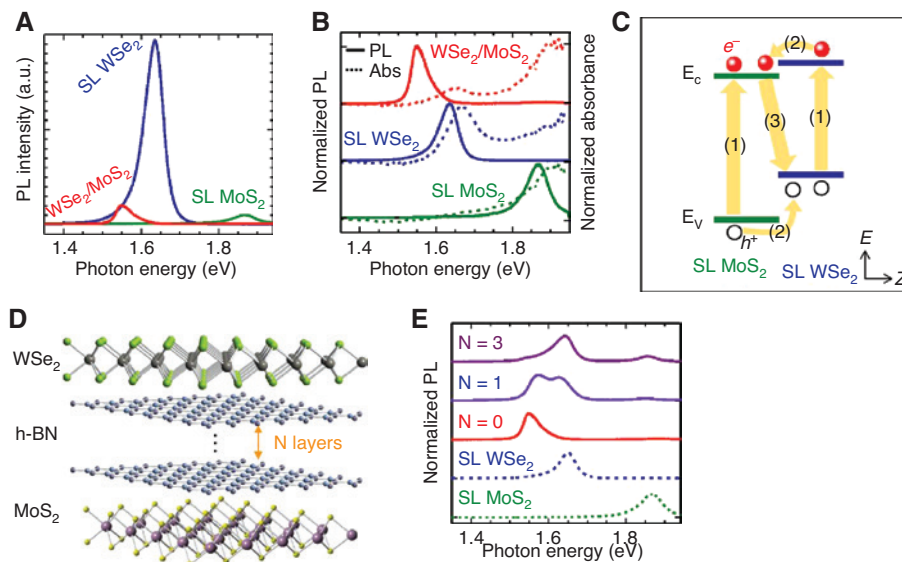 A
PL intensity (a.u.)
SL WSe₂
WSe₂/MoS₂
SL MoS₂
1.4
1.6
1.8
Photon energy (eV)
B
Normalized PL
PL
Abs
WSe₂/MoS₂
SL WSe₂
SL MoS₂
Normalized absorbance
1.4
1.6
1.8
Photon energy (eV)
C
e⁻
(2)
E_c
(1)
(3)
(1)
E_V
h⁺
(2)
SL MoS₂
SL WSe₂
E
Z
D
WSe₂
h-BN
N layers
MoS₂
E
Normalized PL
N = 3
N = 1
N = 0
SL WSe₂
SL MoS₂
1.4
1.6
1.8
Photon energy (eV)